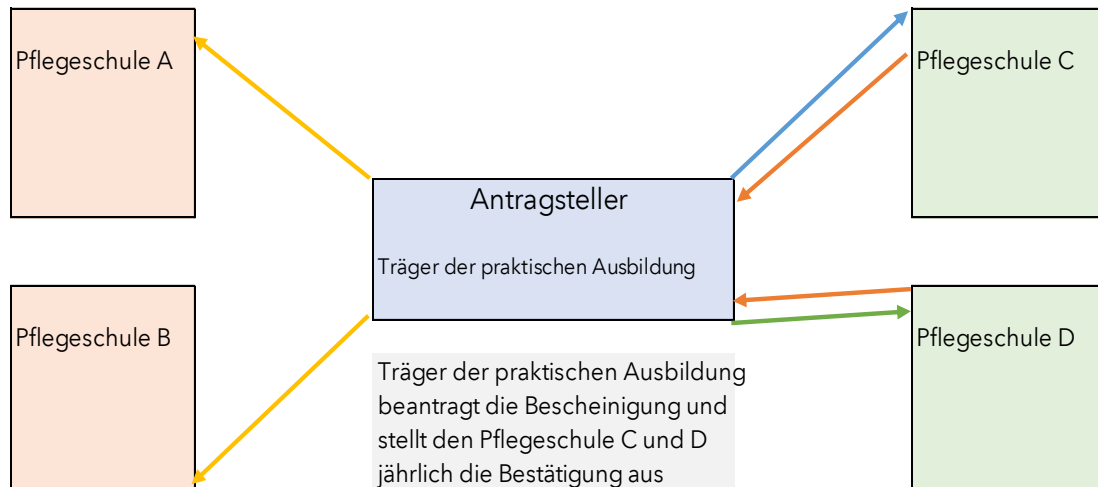 Pflegeschule A
Pflegeschule C
Antragsteller
Träger der praktischen Ausbildung
Pflegeschule B
Pflegeschule D
Träger der praktischen Ausbildung
beantragt die Bescheinigung und
stellt den Pflegeschule C und D
jährlich die Bestätigung aus